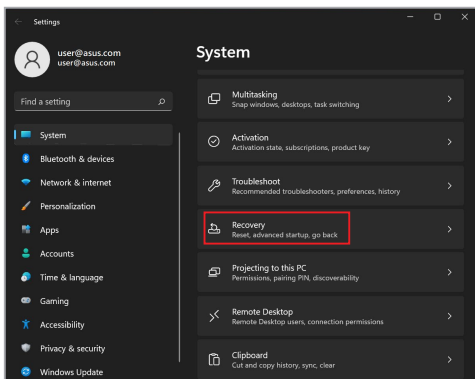 Settings
user@asus.com
user@asus.com
Find a setting
System
Bluetooth & devices
Network & internet
Personalization
Apps
Accounts
Time & language
Gaming
Accessibility
Privacy & security
Windows Update
System
Multitasking
Snap windows, desktops, task switching
Activation
Activation state, subscriptions, product key
Troubleshoot
Recommended troubleshooters, preferences, history
Recovery
Reset, advanced startup, go back
Projecting to this PC
Permissions, pairing PIN, discoverability
Remote Desktop
Remote Desktop users, connection permissions
Clipboard
Cut and copy history, sync, clear